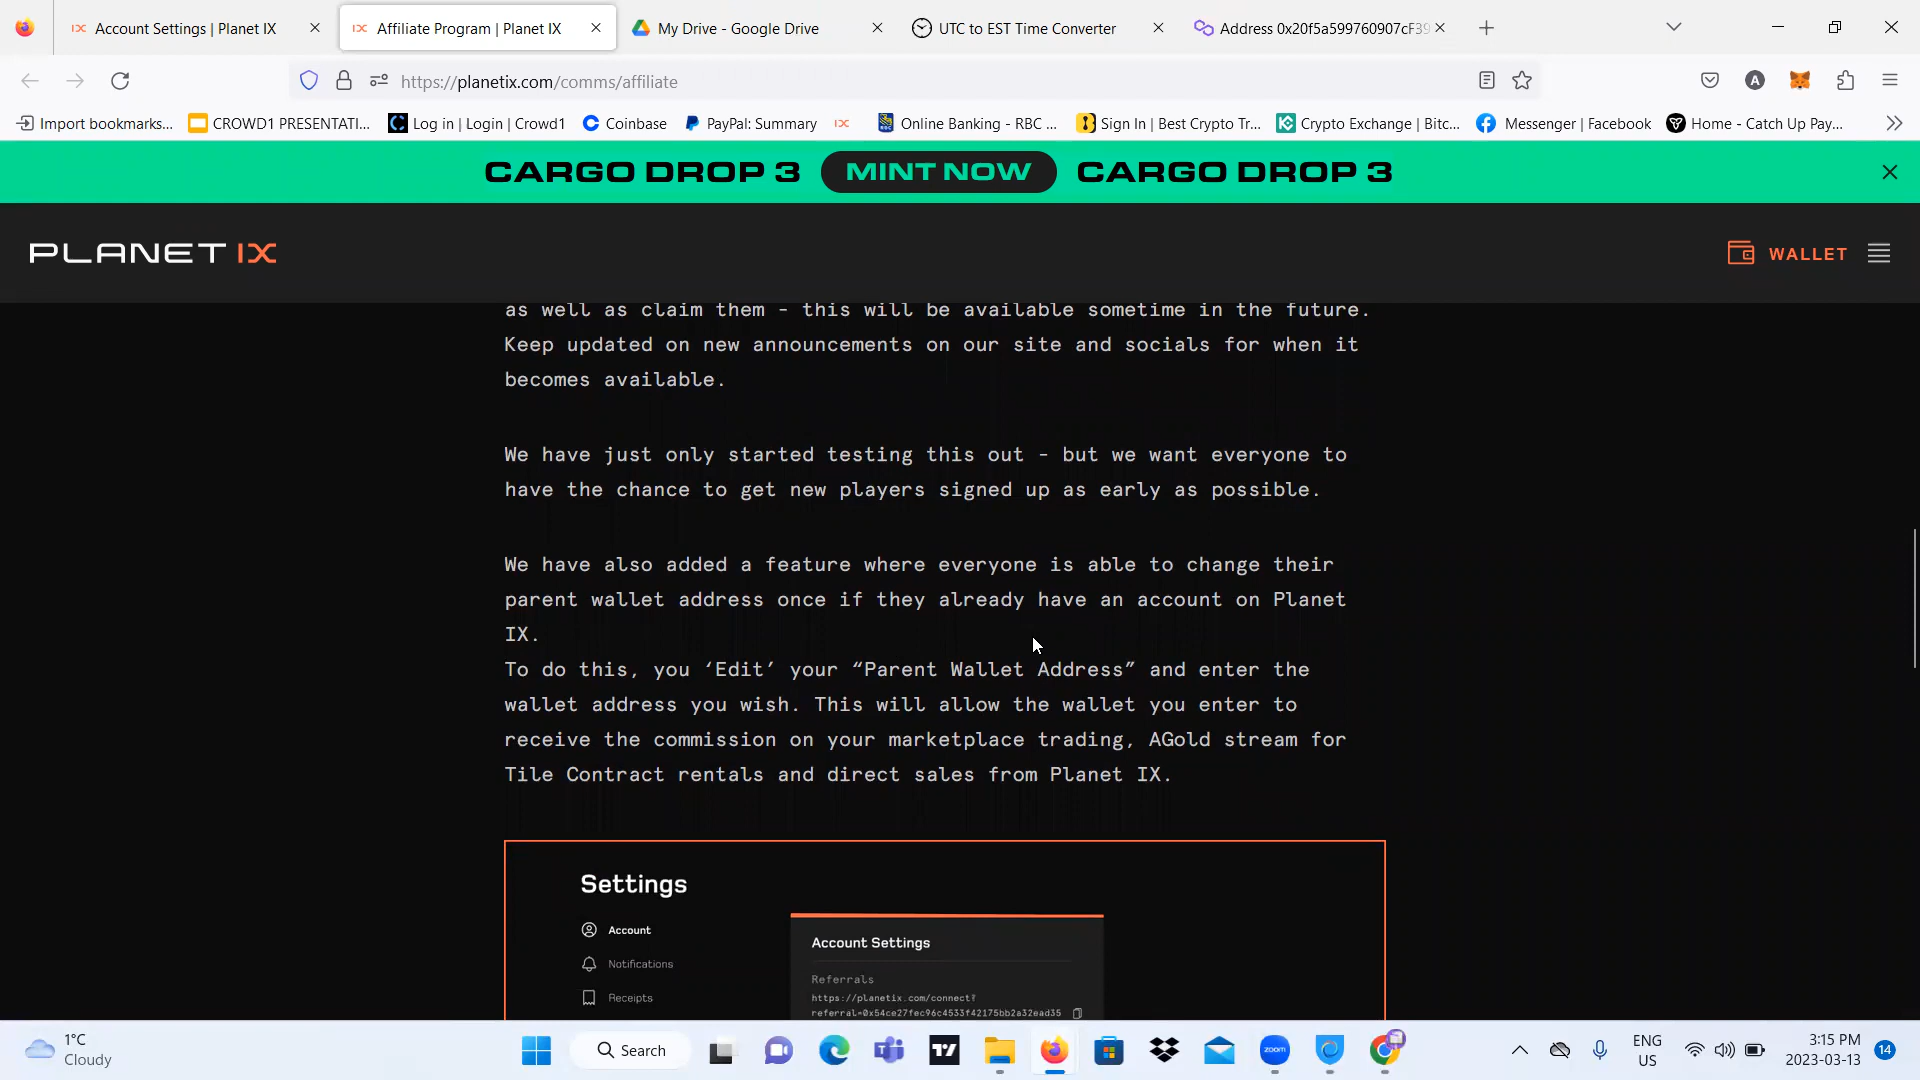 Account Settings | Planet IX
Affiliate Program | Planet IX
My Drive - Google Drive
UTC to EST Time Converter
Address 0x20f5a599760907cF39
https://planetix.com/comms/affiliate
A
Import bookmarks...
CROWD1 PRESENTATI...
Log in | Login | Crowd1
Coinbase
PayPal: Summary
Online Banking - RBC ...
Sign In | Best Crypto Tr...
Crypto Exchange | Bitc...
Messenger | Facebook
Home - Catch Up Pay...
CARGO DROP 3 MINT NOW CARGO DROP 3
PLANET IX
WALLET
as well as claim them - this will be available sometime in the future.
Keep updated on new announcements on our site and socials for when it
becomes available.
We have just only started testing this out - but we want everyone to
have the chance to get new players signed up as early as possible.
We have also added a feature where everyone is able to change their
parent wallet address once if they already have an account on Planet
IX.
To do this, you ‘Edit’ your “Parent Wallet Address” and enter the
wallet address you wish. This will allow the wallet you enter to
receive the commission on your marketplace trading, AGold stream for
Tile Contract rentals and direct sales from Planet IX.
Settings
Account
Notifications
Receipts
Account Settings
Referrals
https://planetix.com/connect?
referral=0x54ce27fec96c4533f42175bb2a32ead35
1°C
Cloudy
Search
zoom
ENG
US
3:15 PM
2023-03-13
14